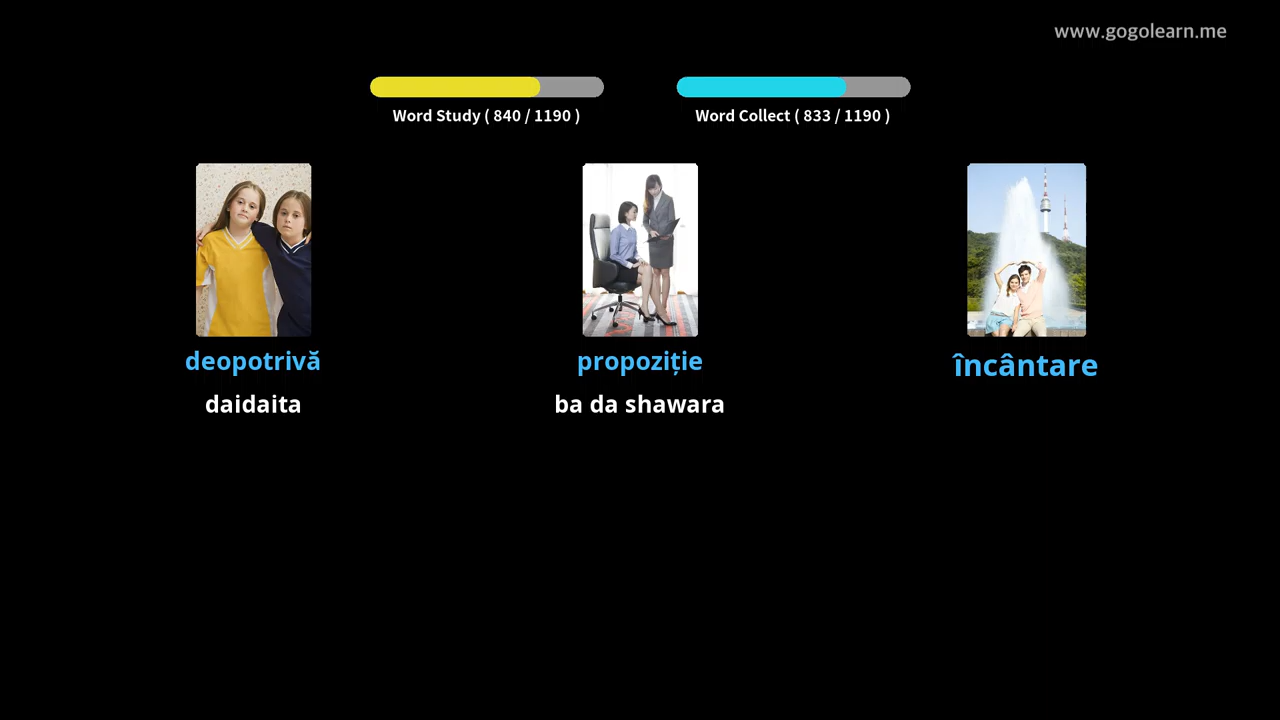 www.gogolearn.me
Word Study ( 840 / 1190 )
Word Collect ( 833 / 1190 )
deopotrivă
propoziție
încântare
daidaita
ba da shawara